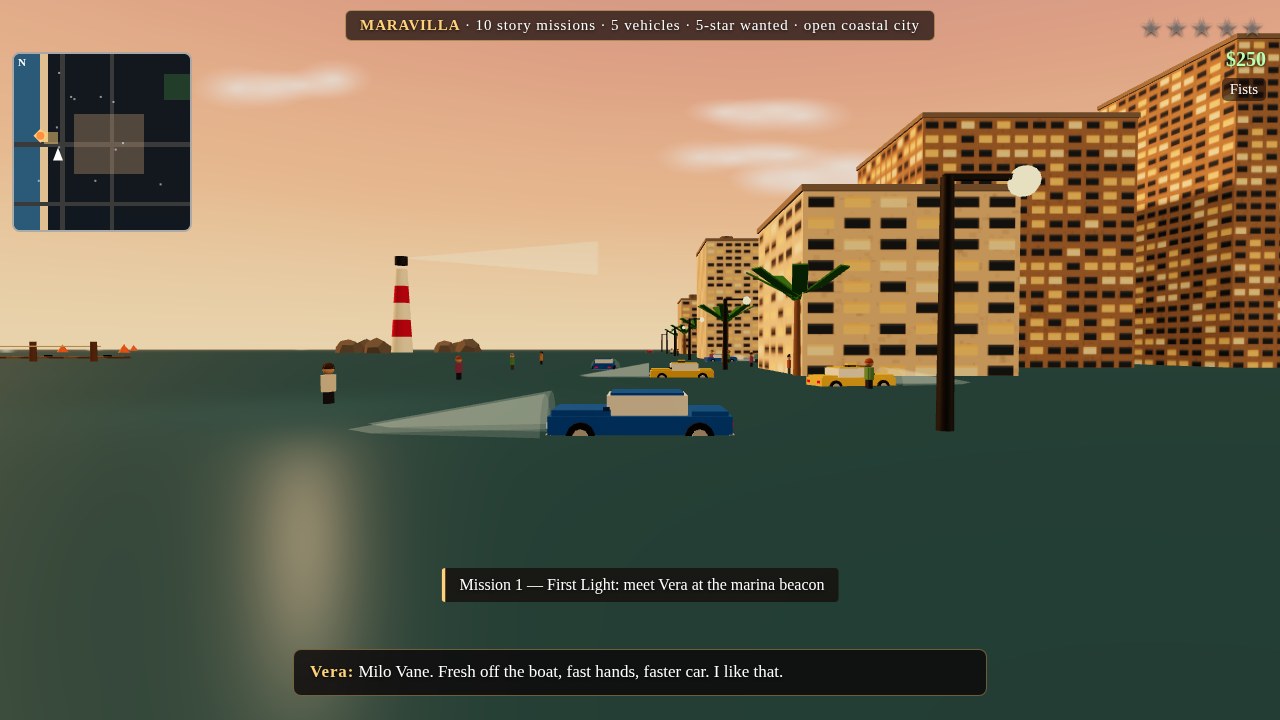 MARAVILLA · 10 story missions · 5 vehicles · 5-star wanted · open coastal city
N
$250
Fists
Mission 1 — First Light: meet Vera at the marina beacon
Vera: Milo Vane. Fresh off the boat, fast hands, faster car. I like that.